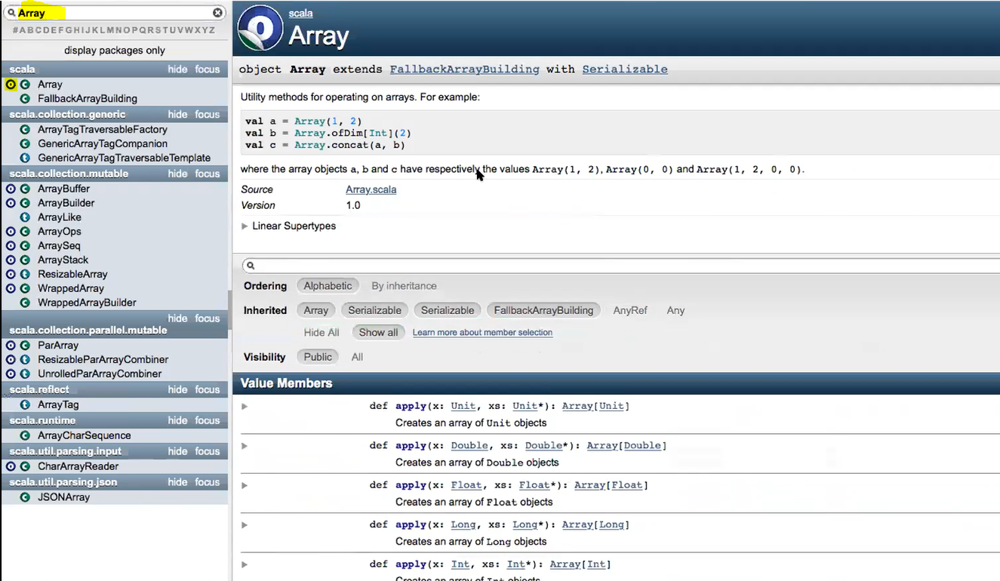 Array
#ABCDEFGHIJKLMNOPQRSTUVWXYZ
display packages only
scala hide focus
Array
FallbackArrayBuilding
scala.collection.generic hide focus
ArrayTagTraversableFactory
GenericArrayTagCompanion
GenericArrayTagTraversableTemplate
scala.collection.mutable hide focus
ArrayBuffer
ArrayBuilder
ArrayLike
ArrayOps
ArraySeq
ArrayStack
ResizableArray
WrappedArray
WrappedArrayBuilder
hide focus
scala.collection.parallel.mutable
ParArray
ResizableParArrayCombiner
UnrolledParArrayCombiner
scala.reflect hide focus
ArrayTag
scala.runtime hide focus
ArrayCharSequence
scala.util.parsing.input hide focus
CharArrayReader
scala.util.parsing.json hide focus
JSONArray
scala
Array
object Array extends FallbackArrayBuilding with Serializable
Utility methods for operating on arrays. For example:
val a = Array(1, 2)
val b = Array.ofDim[Int](2)
val c = Array.concat(a, b)
where the array objects a, b and c have respectively the values Array(1, 2), Array(0, 0) and Array(1, 2, 0, 0).
Source Array.scala
Version 1.0
Linear Supertypes
Ordering Alphabetic By inheritance
Inherited Array Serializable Serializable FallbackArrayBuilding AnyRef Any
Hide All Show all Learn more about member selection
Visibility Public All
Value Members
def apply(x: Unit, xs: Unit*): Array[Unit]
Creates an array of Unit objects
def apply(x: Double, xs: Double*): Array[Double]
Creates an array of Double objects
def apply(x: Float, xs: Float*): Array[Float]
Creates an array of Float objects
def apply(x: Long, xs: Long*): Array[Long]
Creates an array of Long objects
def apply(x: Int, xs: Int*): Array[Int]
Creates an array of Int objects